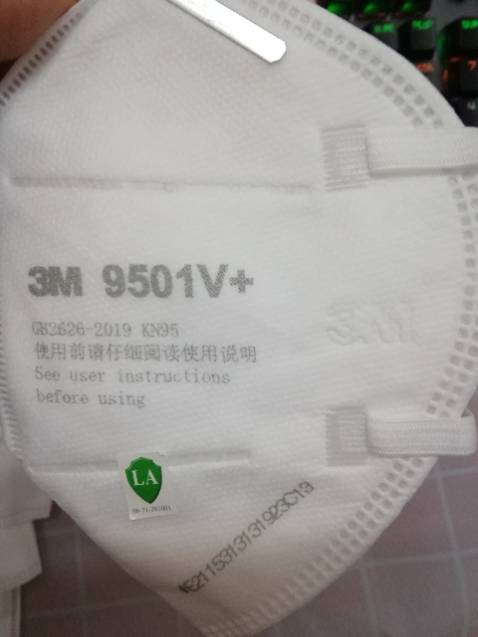 3M 9501V+
GB2626-2019 KN95
使用前请仔细阅读使用说明
See user instructions
before using
3M
LA